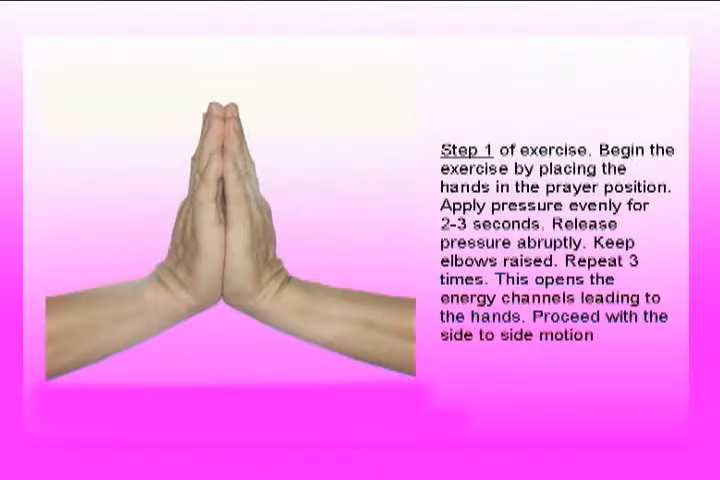 Step 1 of exercise. Begin the
exercise by placing the
hands in the prayer position.
Apply pressure evenly for
2-3 seconds. Release
pressure abruptly. Keep
elbows raised. Repeat 3
times. This opens the
energy channels leading to
the hands. Proceed with the
side to side motion